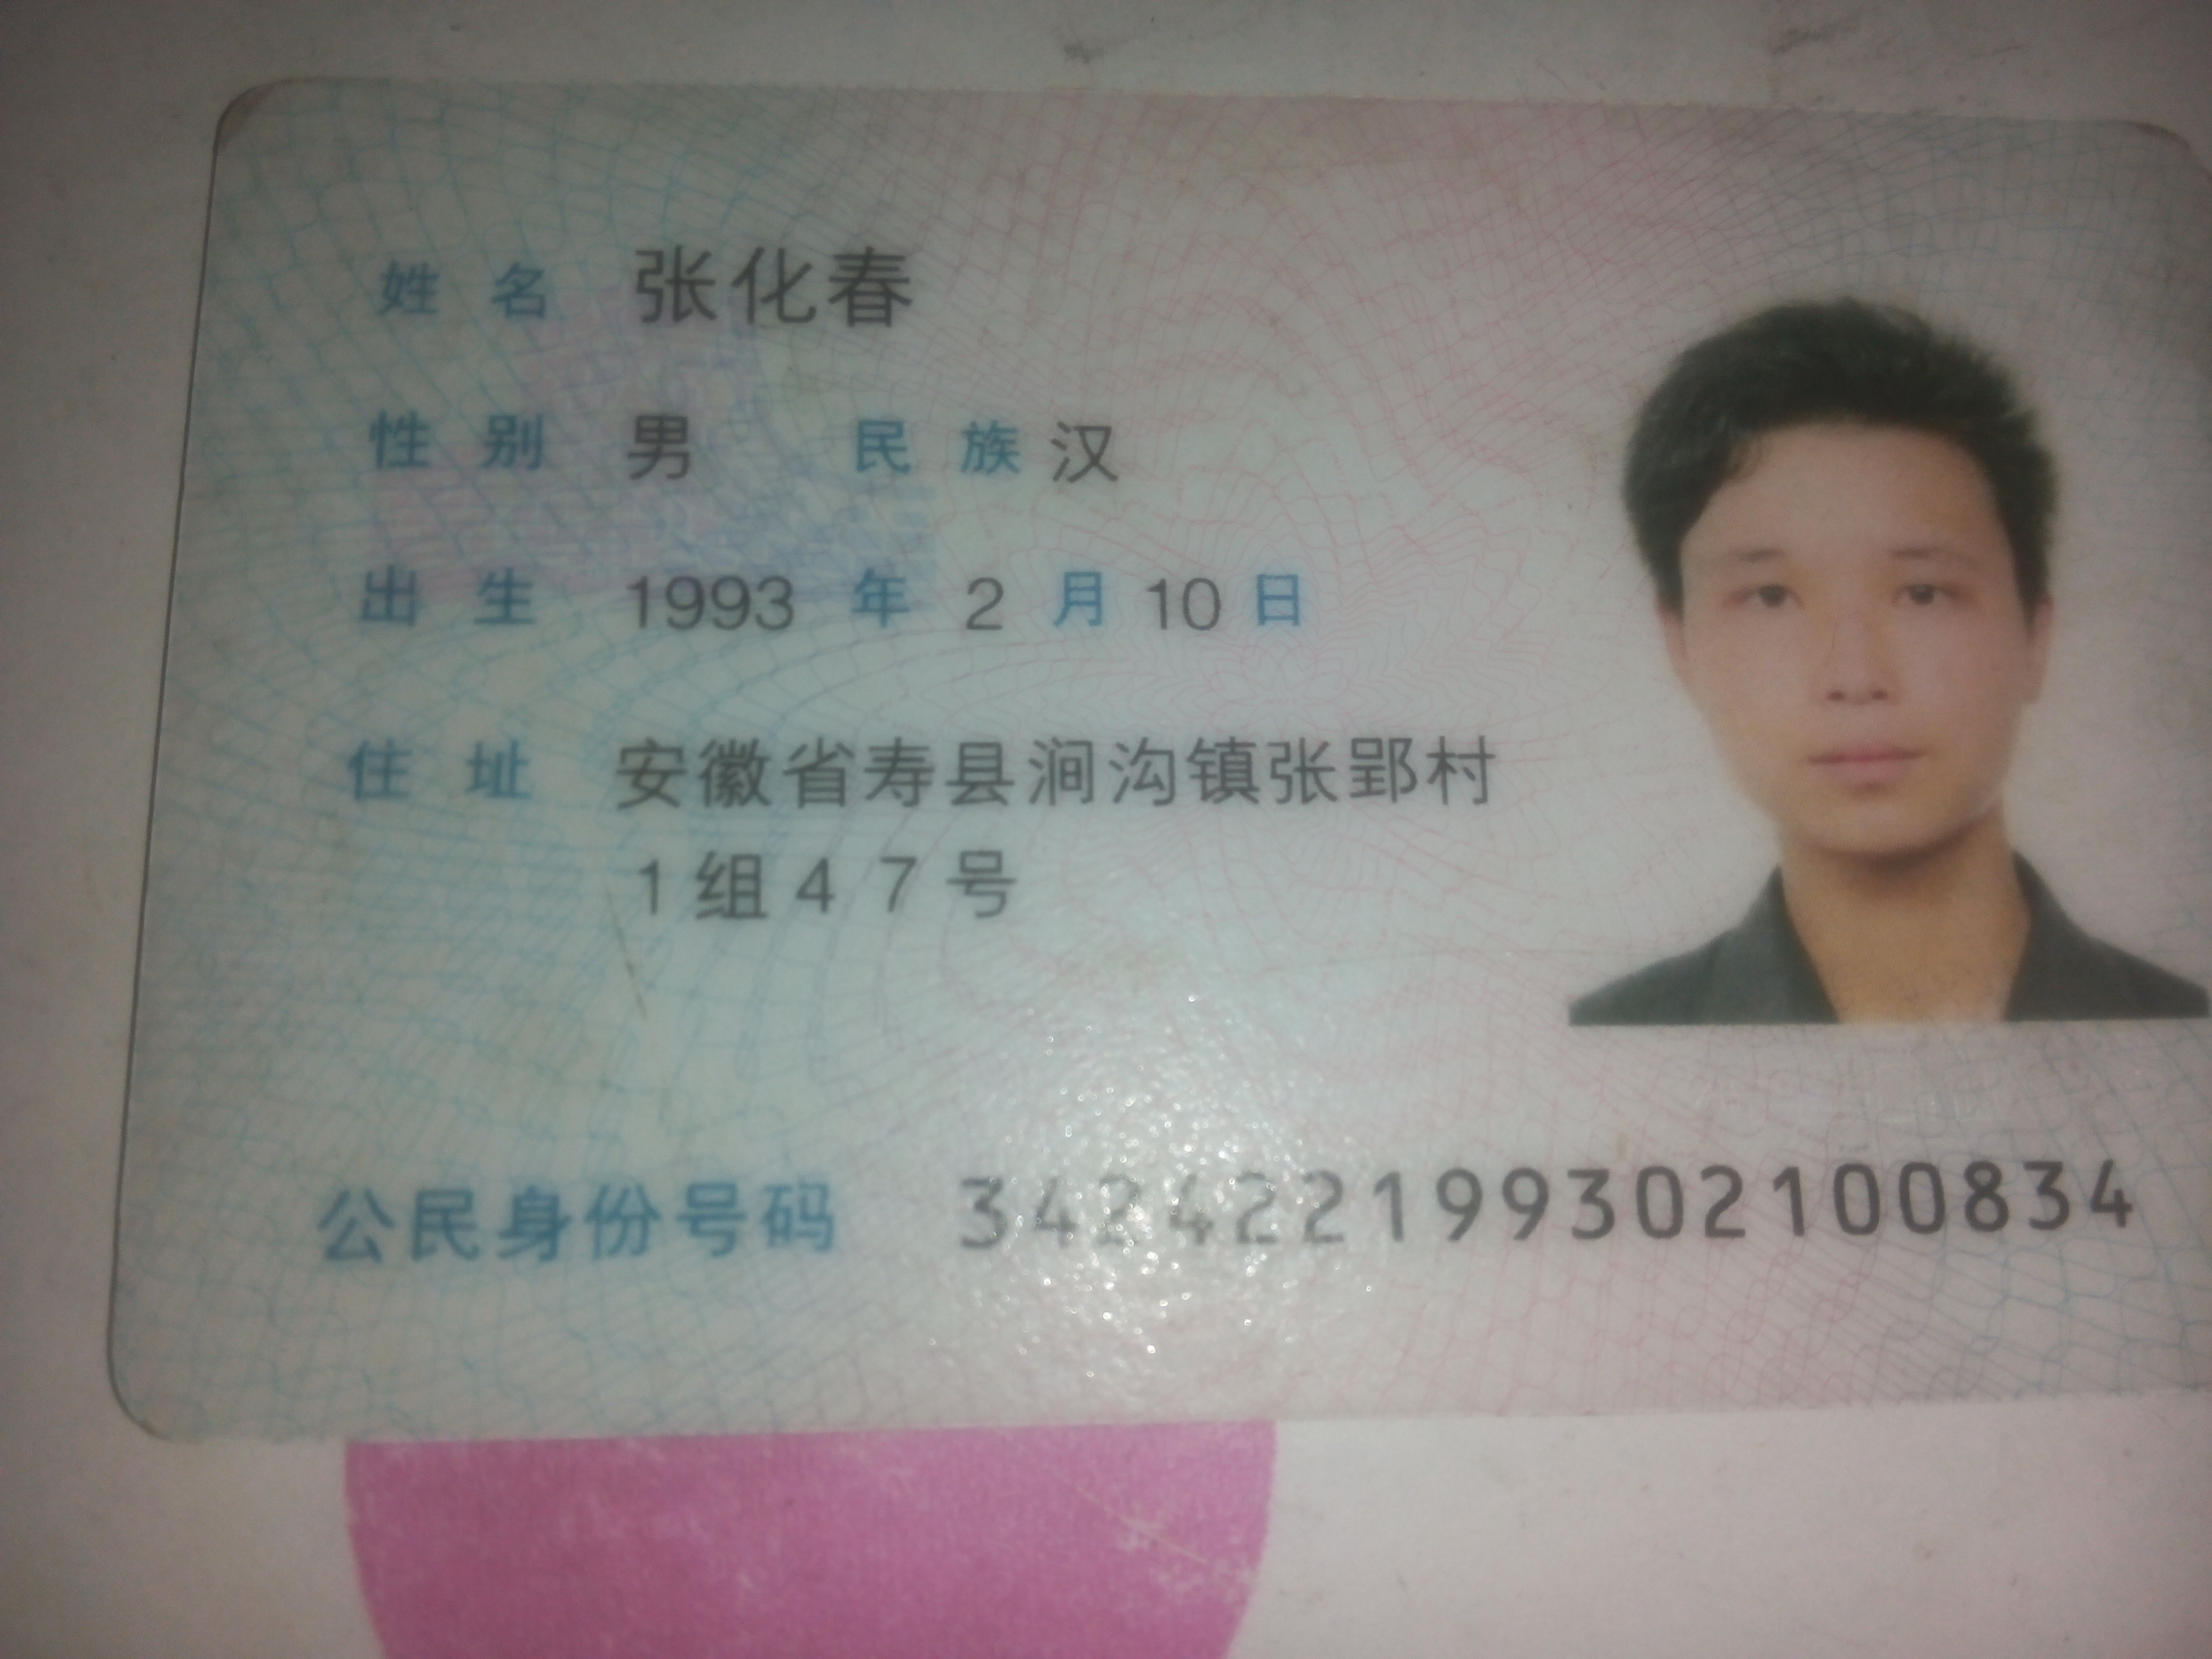 姓名 张化春
性别 男 民族 汉
出生 1993 年 2 月 10 日
住址 安徽省寿县涧沟镇张郢村
1组47号
公民身份号码 342422199302100834